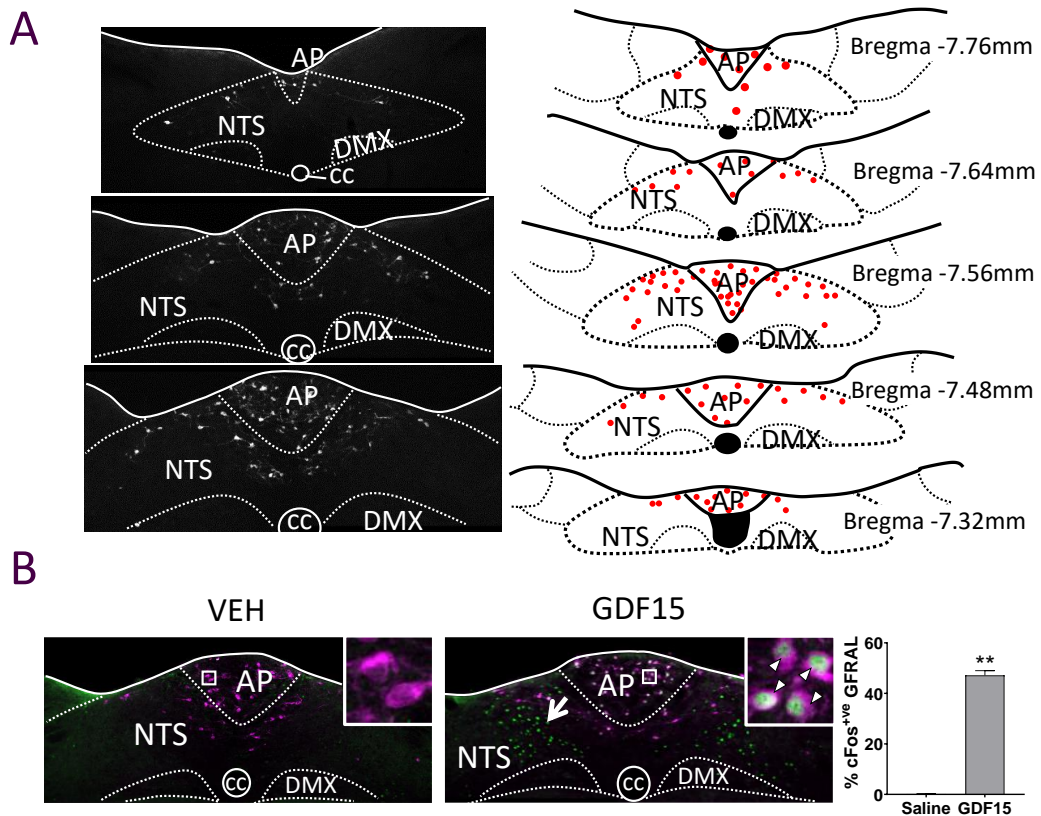 A
AP
NTS
DMX
cc
AP
NTS
DMX
cc
AP
NTS
cc
DMX
AP
NTS
DMX
Bregma -7.76mm
AP
NTS
DMX
Bregma -7.64mm
AP
NTS
DMX
Bregma -7.56mm
AP
NTS
DMX
Bregma -7.48mm
AP
NTS
DMX
Bregma -7.32mm
B
VEH
AP
NTS
cc
DMX
GDF15
AP
NTS
cc
DMX
% cFos+ve GFRAL
60
40
20
0
**
Saline GDF15